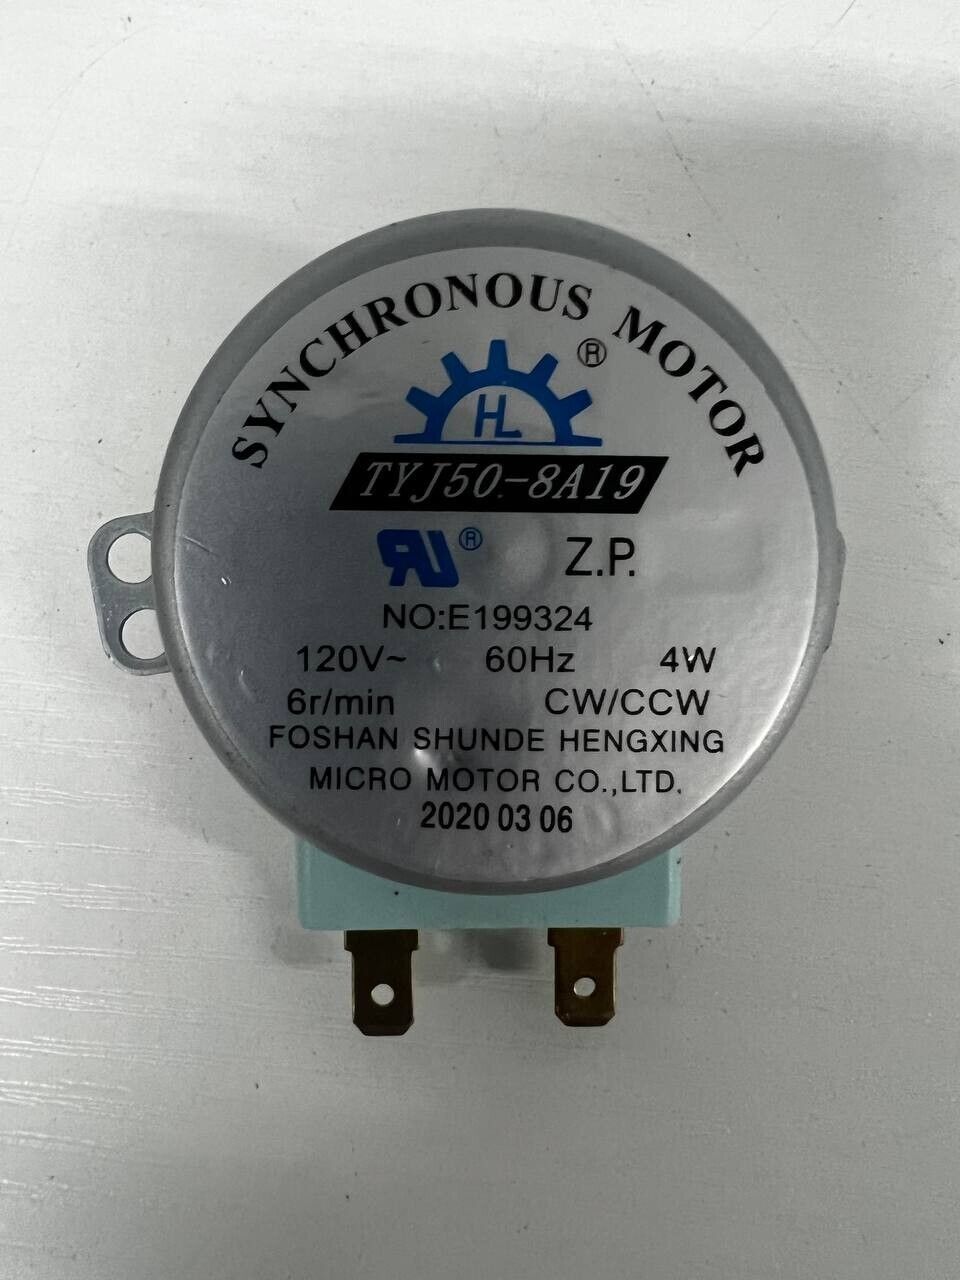 SYNCHRONOUS MOTOR
®
HL
TYJ50-8A19
RU® Z.P.
NO:E199324
120V~ 60Hz 4W
6r/min CW/CCW
FOSHAN SHUNDE HENGXING
MICRO MOTOR CO.,LTD.
2020 03 06